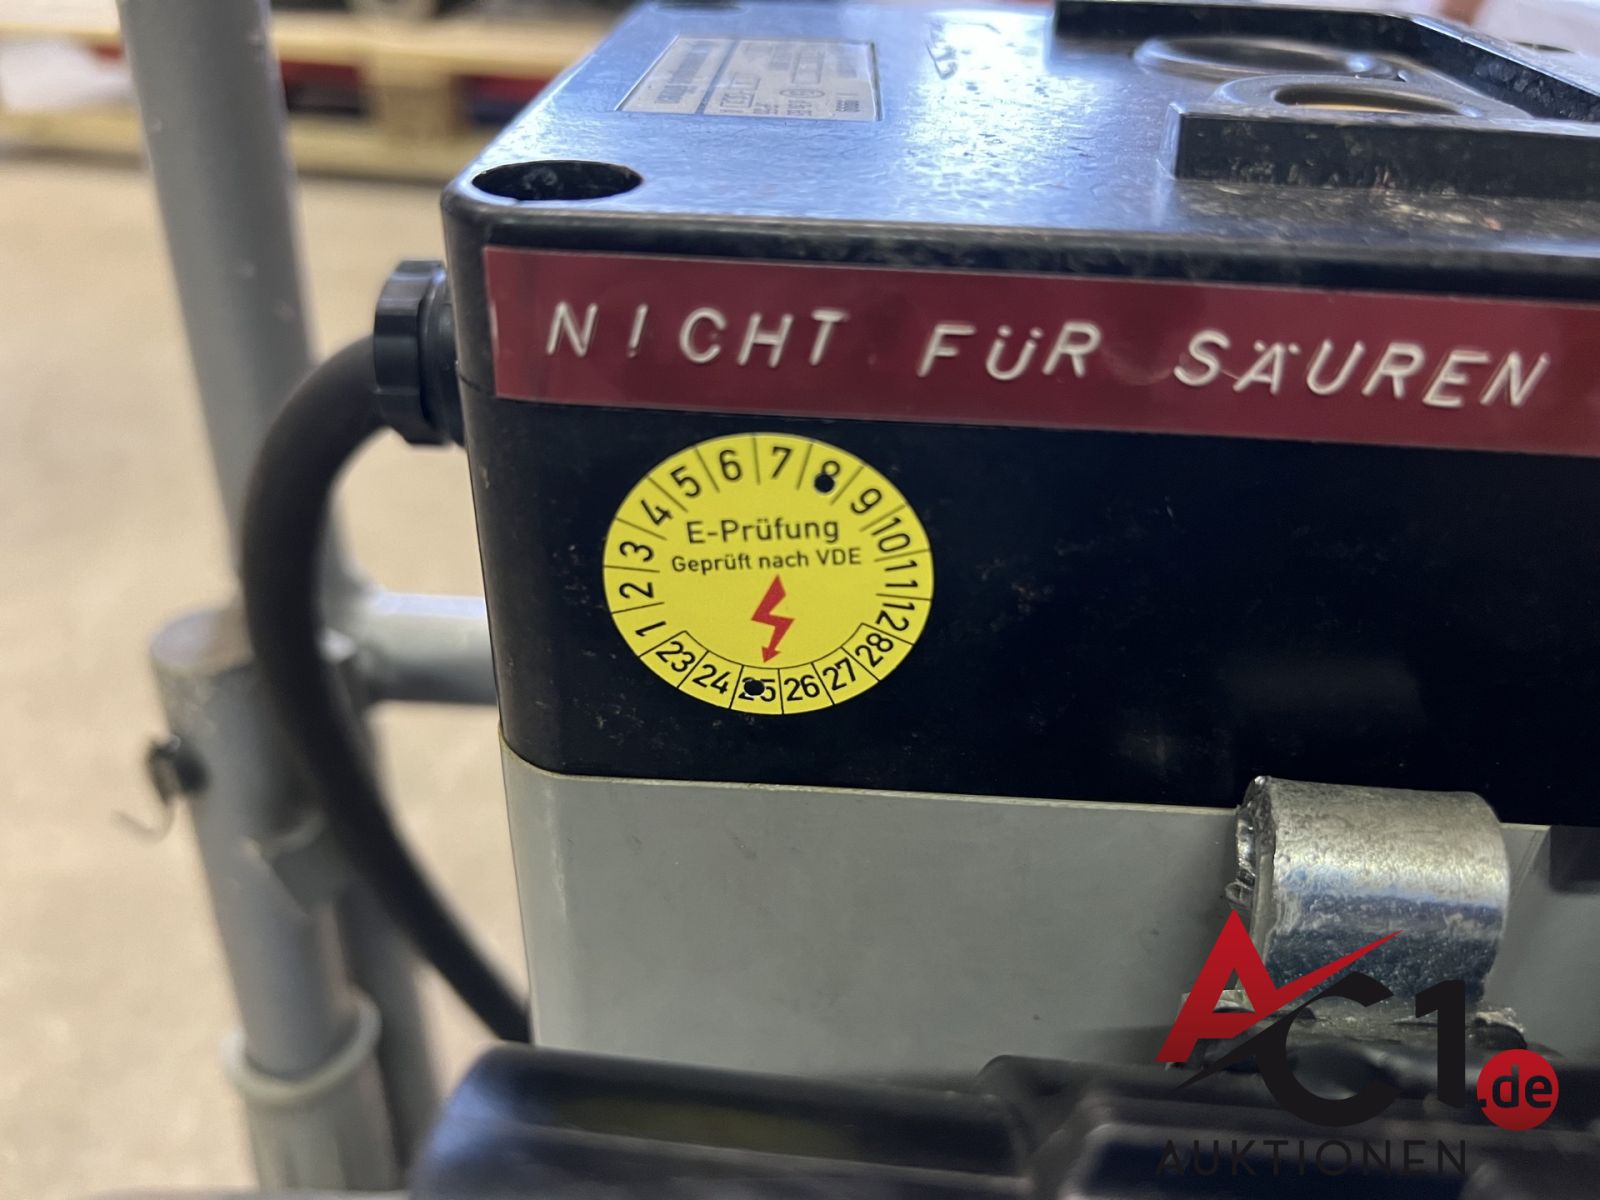 NICHT FÜR SÄUREN
1 2 3 4 5 6 7 8 9 10 11 12
E-Prüfung
Geprüft nach VDE
23 24 25 26 27 28
AC1.de
AUKTIONEN